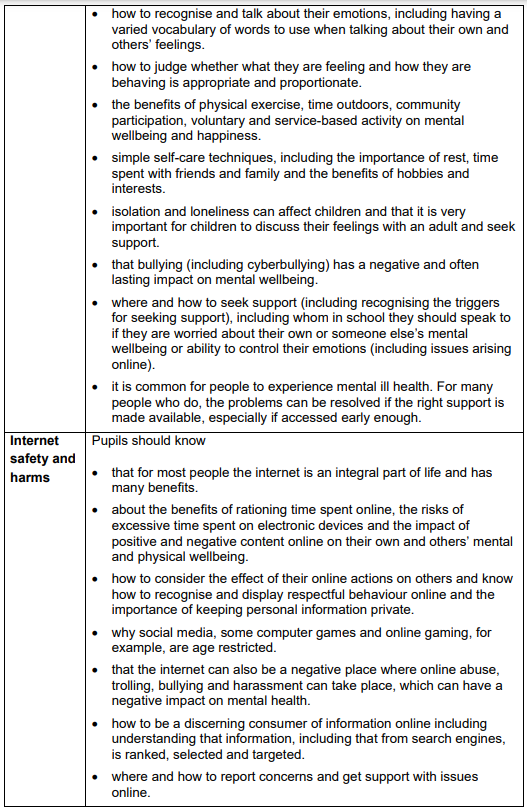 • how to recognise and talk about their emotions, including having a
varied vocabulary of words to use when talking about their own and
others’ feelings.
• how to judge whether what they are feeling and how they are
behaving is appropriate and proportionate.
• the benefits of physical exercise, time outdoors, community
participation, voluntary and service-based activity on mental
wellbeing and happiness.
• simple self-care techniques, including the importance of rest, time
spent with friends and family and the benefits of hobbies and
interests.
• isolation and loneliness can affect children and that it is very
important for children to discuss their feelings with an adult and seek
support.
• that bullying (including cyberbullying) has a negative and often
lasting impact on mental wellbeing.
• where and how to seek support (including recognising the triggers
for seeking support), including whom in school they should speak to
if they are worried about their own or someone else’s mental
wellbeing or ability to control their emotions (including issues arising
online).
• it is common for people to experience mental ill health. For many
people who do, the problems can be resolved if the right support is
made available, especially if accessed early enough.
Internet
safety and
harms
Pupils should know
• that for most people the internet is an integral part of life and has
many benefits.
• about the benefits of rationing time spent online, the risks of
excessive time spent on electronic devices and the impact of
positive and negative content online on their own and others’ mental
and physical wellbeing.
• how to consider the effect of their online actions on others and know
how to recognise and display respectful behaviour online and the
importance of keeping personal information private.
• why social media, some computer games and online gaming, for
example, are age restricted.
• that the internet can also be a negative place where online abuse,
trolling, bullying and harassment can take place, which can have a
negative impact on mental health.
• how to be a discerning consumer of information online including
understanding that information, including that from search engines,
is ranked, selected and targeted.
• where and how to report concerns and get support with issues
online.